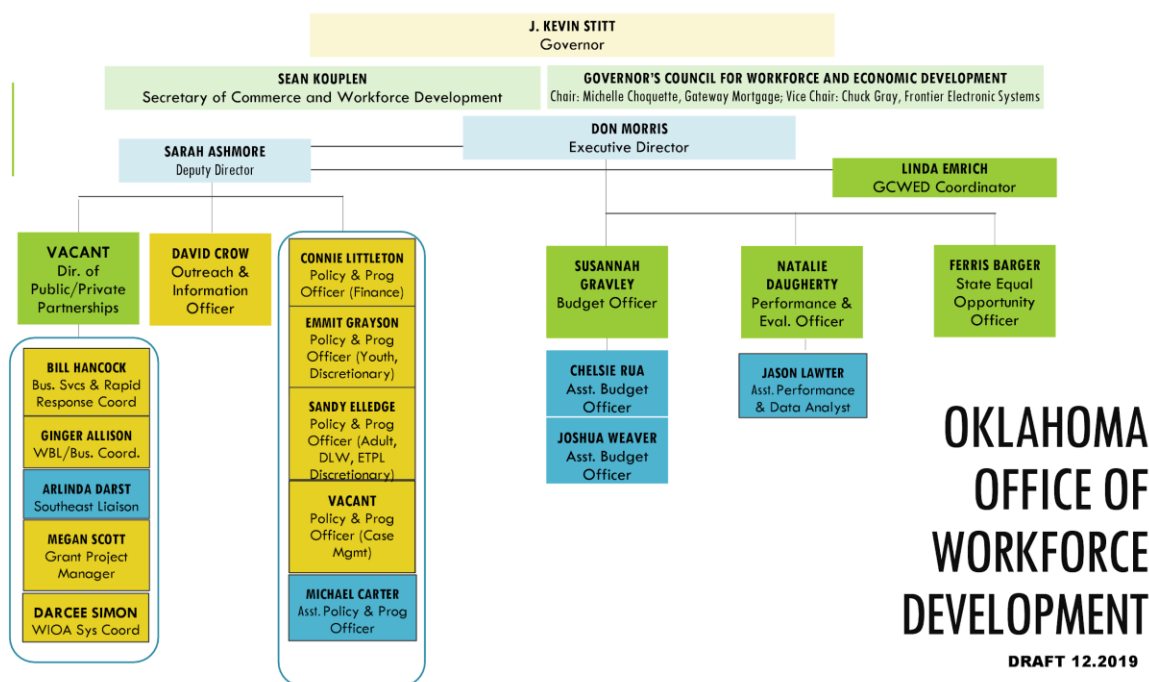 J. KEVIN STITT
Governor
SEAN KOUPLEN
Secretary of Commerce and Workforce Development
GOVERNOR'S COUNCIL FOR WORKFORCE AND ECONOMIC DEVELOPMENT
Chair: Michelle Choquette, Gateway Mortgage; Vice Chair: Chuck Gray, Frontier Electronic Systems
DON MORRIS
Executive Director
SARAH ASHMORE
Deputy Director
LINDA EMRICH
GCWED Coordinator
VACANT
Dir. of
Public/Private
Partnerships
DAVID CROW
Outreach &
Information
Officer
CONNIE LITTLETON
Policy & Prog
Officer (Finance)
EMMIT GRAYSON
Policy & Prog
Officer (Youth,
Discretionary)
SANDY ELLEDGE
Policy & Prog
Officer (Adult,
DLW, ETPL
Discretionary)
VACANT
Policy & Prog
Officer (Case
Mgmt)
MICHAEL CARTER
Asst. Policy & Prog
Officer
BILL HANCOCK
Bus. Svcs & Rapid
Response Coord
GINGER ALLISON
WBL/Bus. Coord.
ARLINDA DARST
Southeast Liaison
MEGAN SCOTT
Grant Project
Manager
DARCEE SIMON
WIOA Sys Coord
SUSANNAH
GRAVLEY
Budget Officer
CHELSIE RUA
Asst. Budget
Officer
JOSHUA WEAVER
Asst. Budget
Officer
NATALIE
DAUGHERTY
Performance &
Eval. Officer
JASON LAWTER
Asst. Performance
& Data Analyst
FERRIS BARGER
State Equal
Opportunity
Officer
OKLAHOMA
OFFICE OF
WORKFORCE
DEVELOPMENT
DRAFT 12.2019